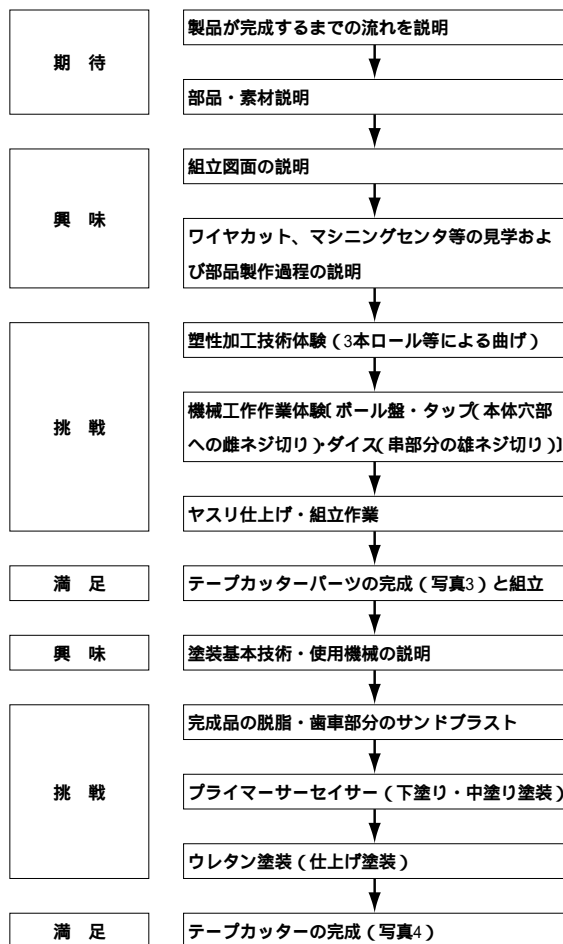 製品が完成するまでの流れを説明
期 待
部品・素材説明
組立図面の説明
興 味
ワイヤカット、マシニングセンタ等の見学およ
び部品製作過程の説明
塑性加工技術体験(3本ロール等による曲げ)
挑 戦
機械工作作業体験〔ボール盤・タップ(本体穴部
への雌ネジ切り)・ダイス(串部分の雄ネジ切り)〕
ヤスリ仕上げ・組立作業
満 足
テープカッターパーツの完成(写真3)と組立
興 味
塗装基本技術・使用機械の説明
完成品の脱脂・歯車部分のサンドブラスト
挑 戦
プライマーサーセイサー(下塗り・中塗り塗装)
ウレタン塗装(仕上げ塗装)
満 足
テープカッターの完成(写真4)